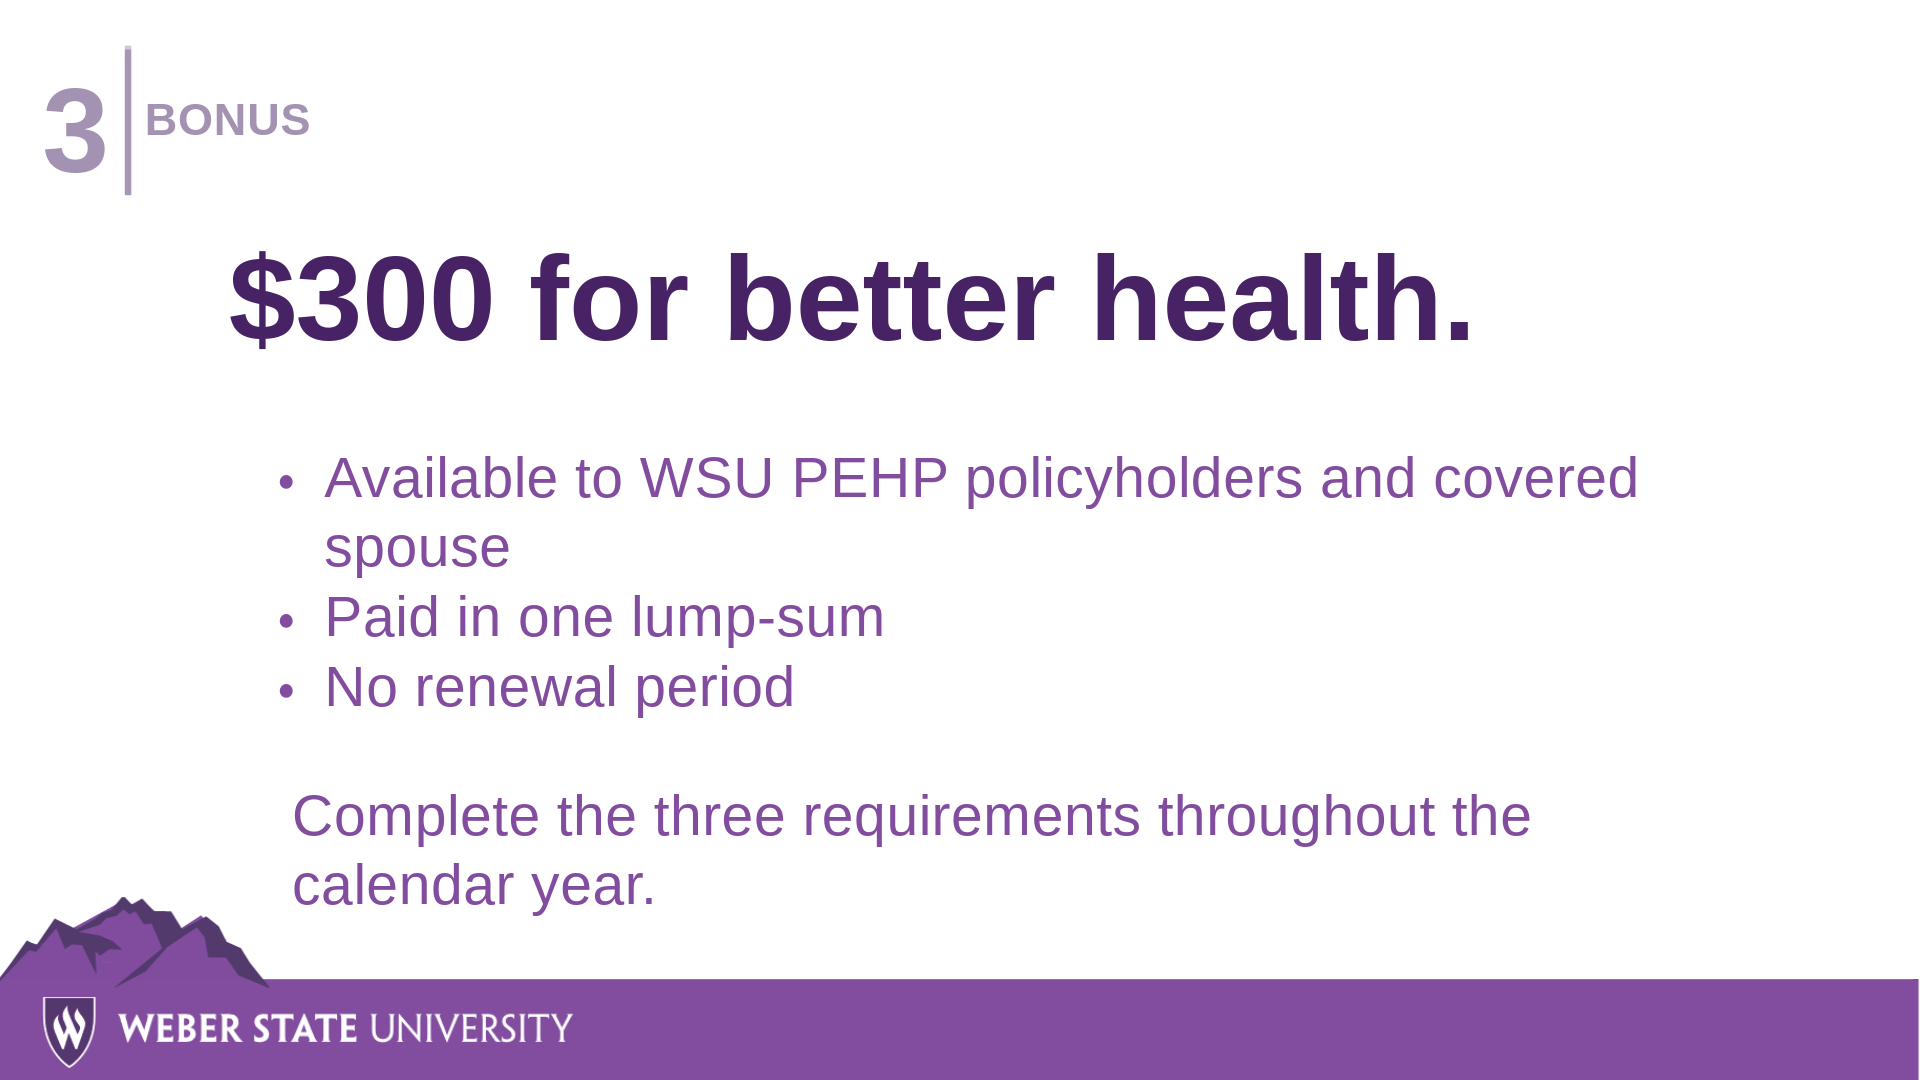 3
BONUS
$300 for better health.
• Available to WSU PEHP policyholders and covered
spouse
• Paid in one lump-sum
• No renewal period
Complete the three requirements throughout the
calendar year.
W
WEBER STATE UNIVERSITY